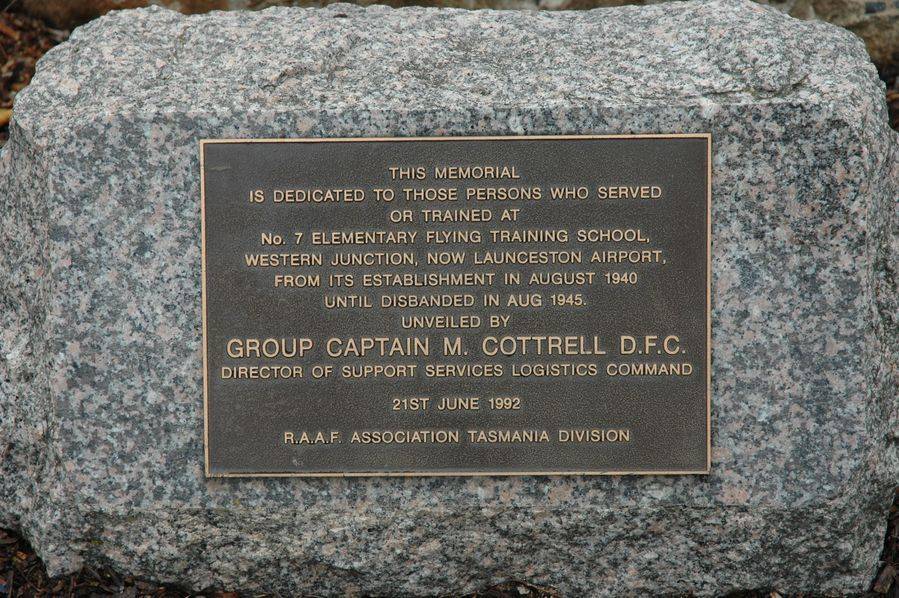 THIS MEMORIAL
IS DEDICATED TO THOSE PERSONS WHO SERVED
OR TRAINED AT
No. 7 ELEMENTARY FLYING TRAINING SCHOOL,
WESTERN JUNCTION, NOW LAUNCESTON AIRPORT,
FROM ITS ESTABLISHMENT IN AUGUST 1940
UNTIL DISBANDED IN AUG 1945.
UNVEILED BY
GROUP CAPTAIN M. COTTRELL D.F.C.
DIRECTOR OF SUPPORT SERVICES LOGISTICS COMMAND
21ST JUNE 1992
R.A.A.F. ASSOCIATION TASMANIA DIVISION